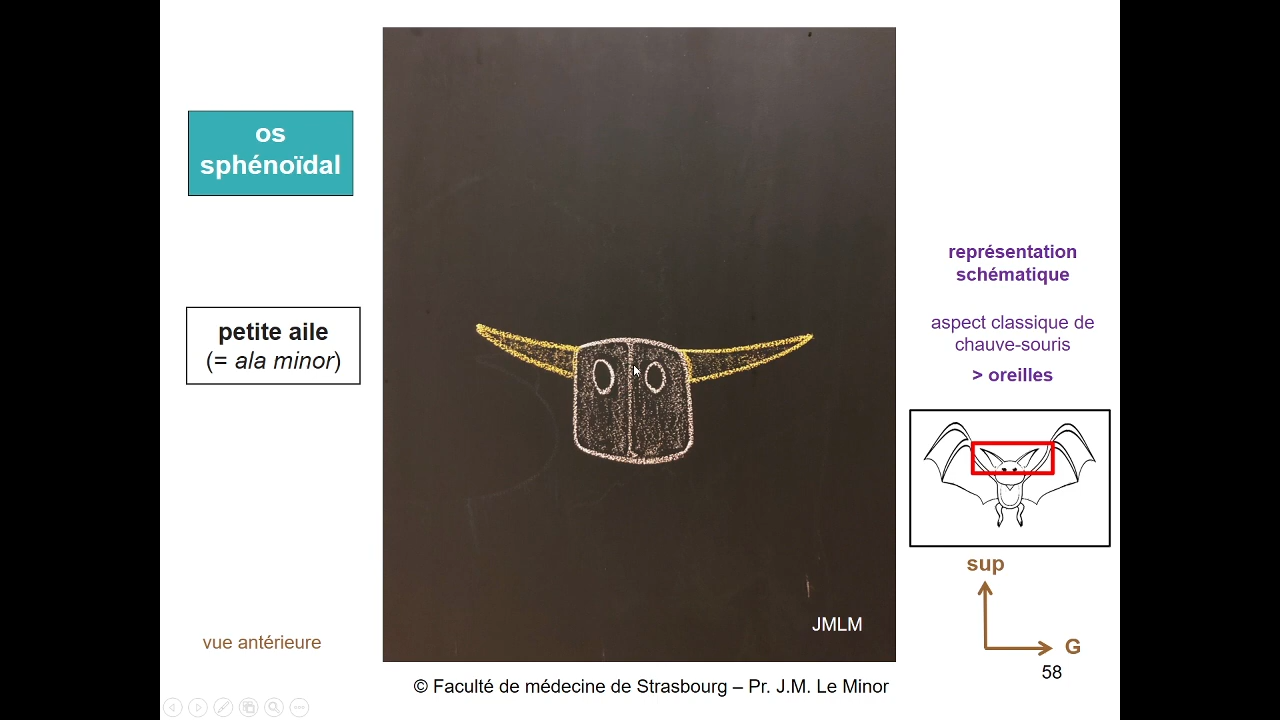 os
sphénoïdal
petite aile
(= ala minor)
vue antérieure
représentation
schématique
aspect classique de
chauve-souris
> oreilles
sup
G
58
JMLM
© Faculté de médecine de Strasbourg – Pr. J.M. Le Minor